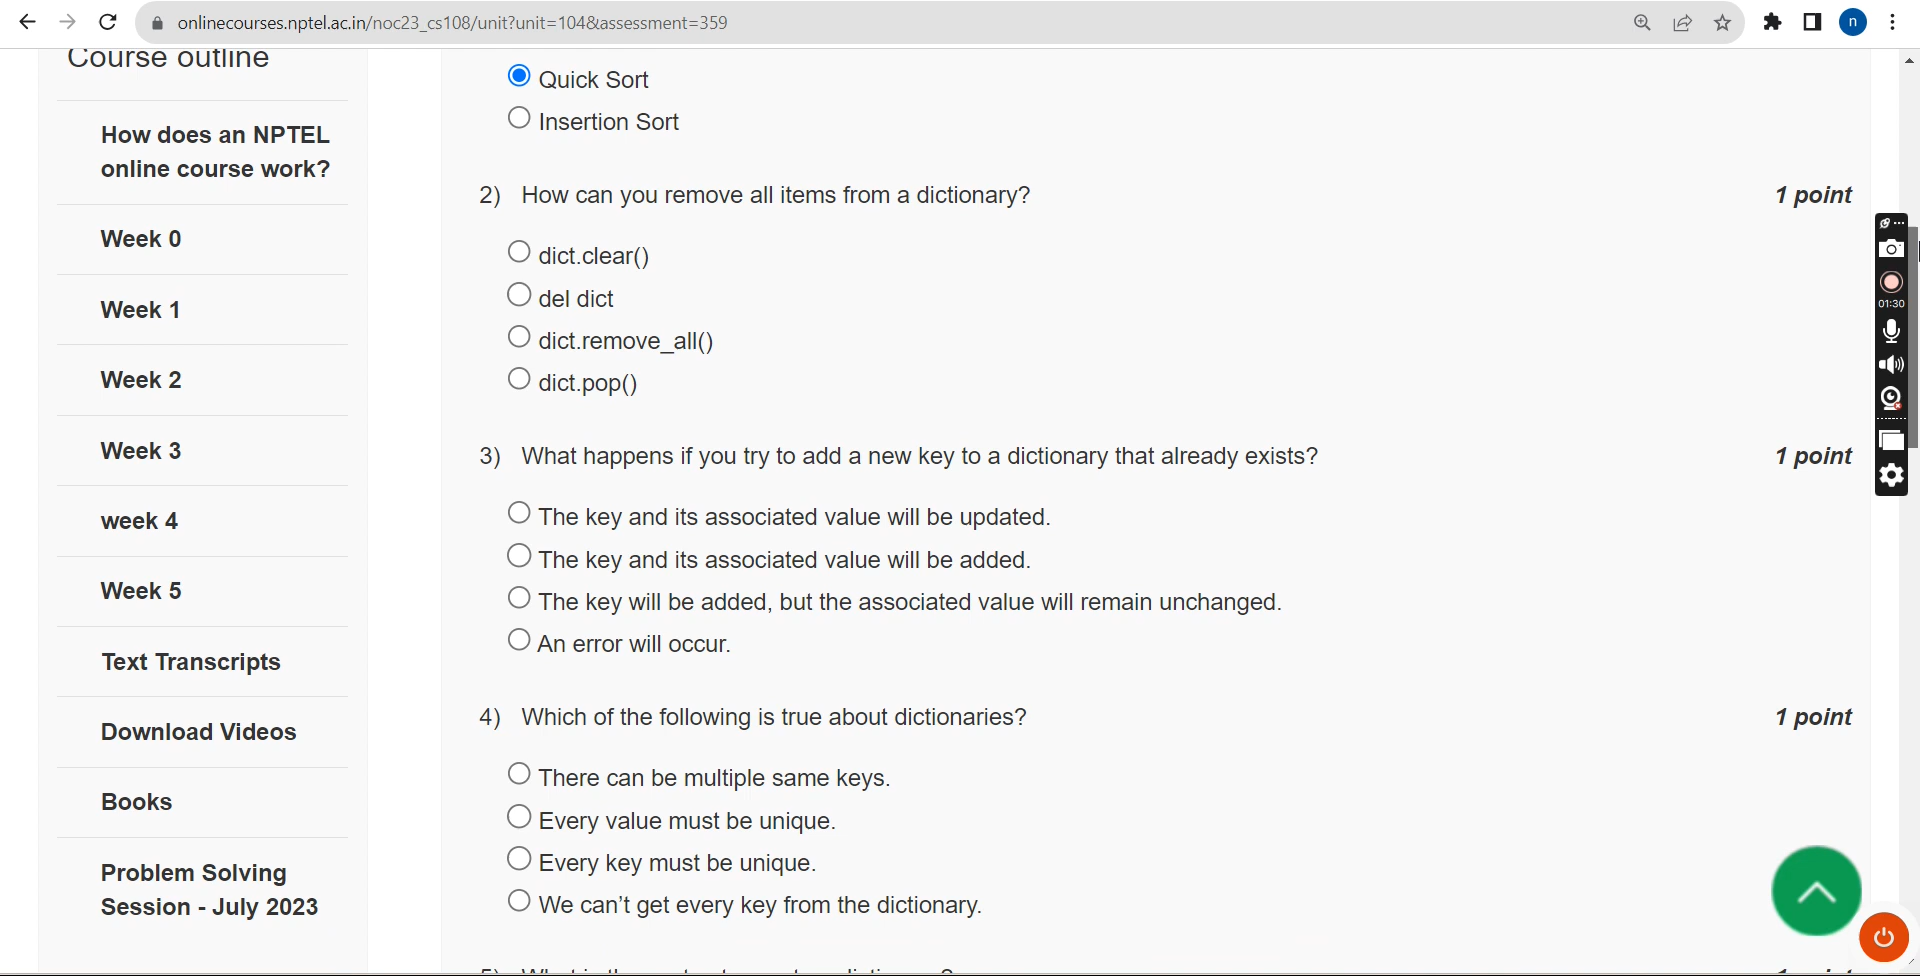 onlinecourses.nptel.ac.in/noc23_cs108/unit?unit=104&assessment=359
n
Course outline
How does an NPTEL
online course work?
Week 0
Week 1
Week 2
Week 3
week 4
Week 5
Text Transcripts
Download Videos
Books
Problem Solving
Session - July 2023
Quick Sort
Insertion Sort
2) How can you remove all items from a dictionary? 1 point
dict.clear()
del dict
dict.remove_all()
dict.pop()
3) What happens if you try to add a new key to a dictionary that already exists? 1 point
The key and its associated value will be updated.
The key and its associated value will be added.
The key will be added, but the associated value will remain unchanged.
An error will occur.
4) Which of the following is true about dictionaries? 1 point
There can be multiple same keys.
Every value must be unique.
Every key must be unique.
We can’t get every key from the dictionary.
01:30